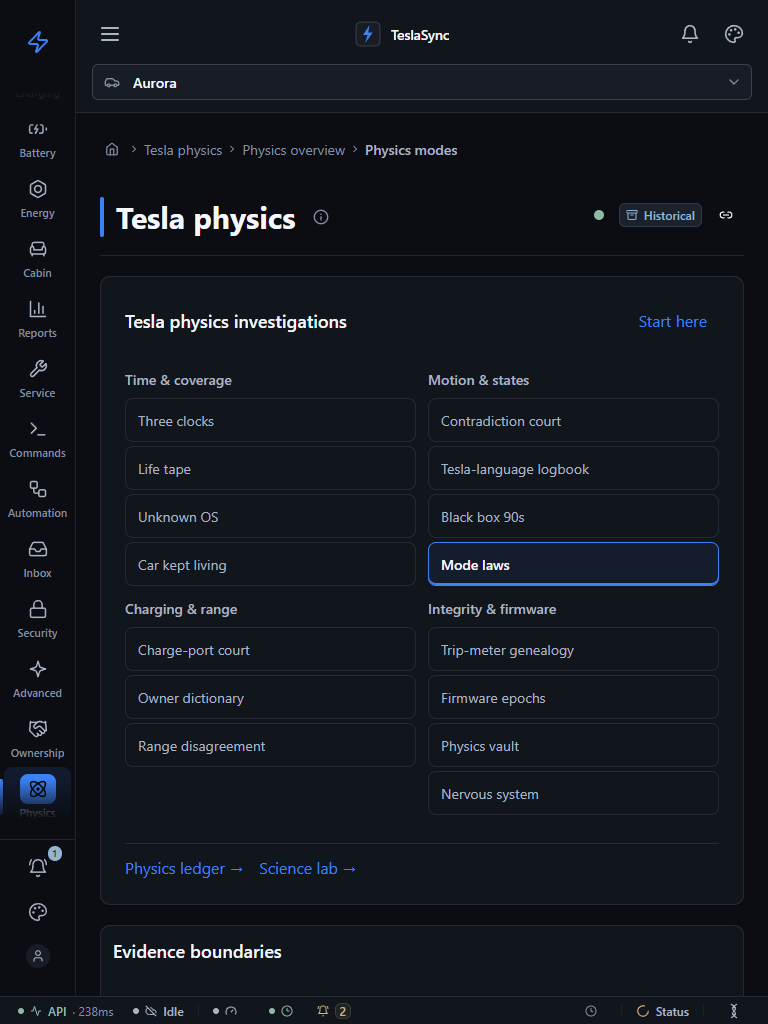 TeslaSync
Aurora
Charging
Battery
Energy
Cabin
Reports
Service
Commands
Automation
Inbox
Security
Advanced
Ownership
Physics
1
Tesla physics > Physics overview > Physics modes
Tesla physics
Historical
Tesla physics investigations
Start here
Time & coverage
Three clocks
Life tape
Unknown OS
Car kept living
Motion & states
Contradiction court
Tesla-language logbook
Black box 90s
Mode laws
Charging & range
Charge-port court
Owner dictionary
Range disagreement
Integrity & firmware
Trip-meter genealogy
Firmware epochs
Physics vault
Nervous system
Physics ledger →
Science lab →
Evidence boundaries
API · 238ms
Idle
2
Status